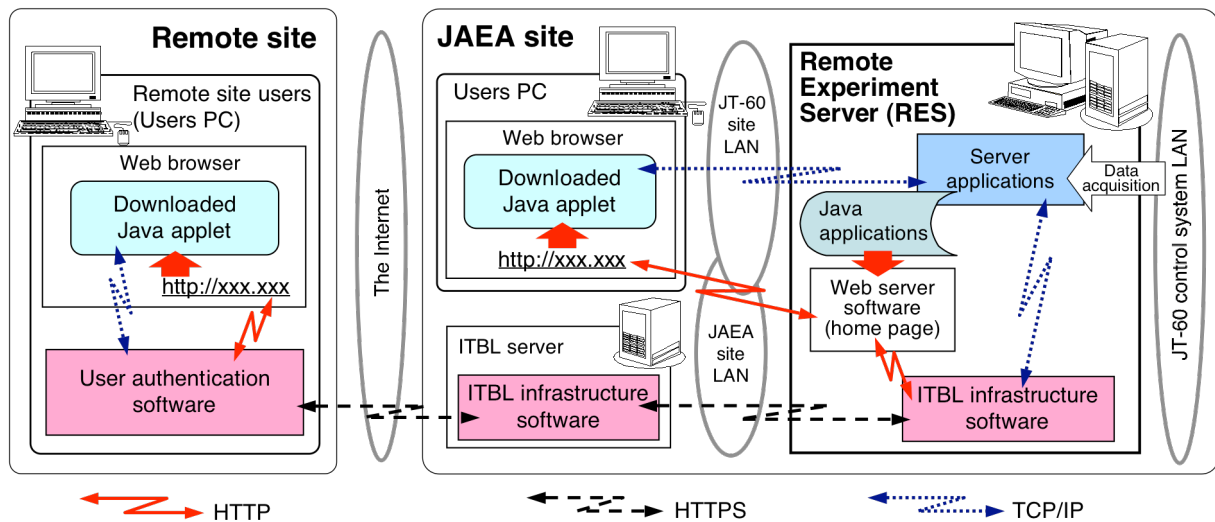 Remote site
Remote site users
(Users PC)
Web browser
Downloaded
Java applet
http://xxx.xxx
User authentication
software
The Internet
JAEA site
Users PC
Web browser
Downloaded
Java applet
http://xxx.xxx
ITBL server
ITBL infrastructure
software
JT-60
site
LAN
JAEA
site
LAN
Remote
Experiment
Server (RES)
Server
applications
Data
acquisition
Java
applications
Web server
software
(home page)
ITBL infrastructure
software
JT-60 control system LAN
HTTP
HTTPS
TCP/IP